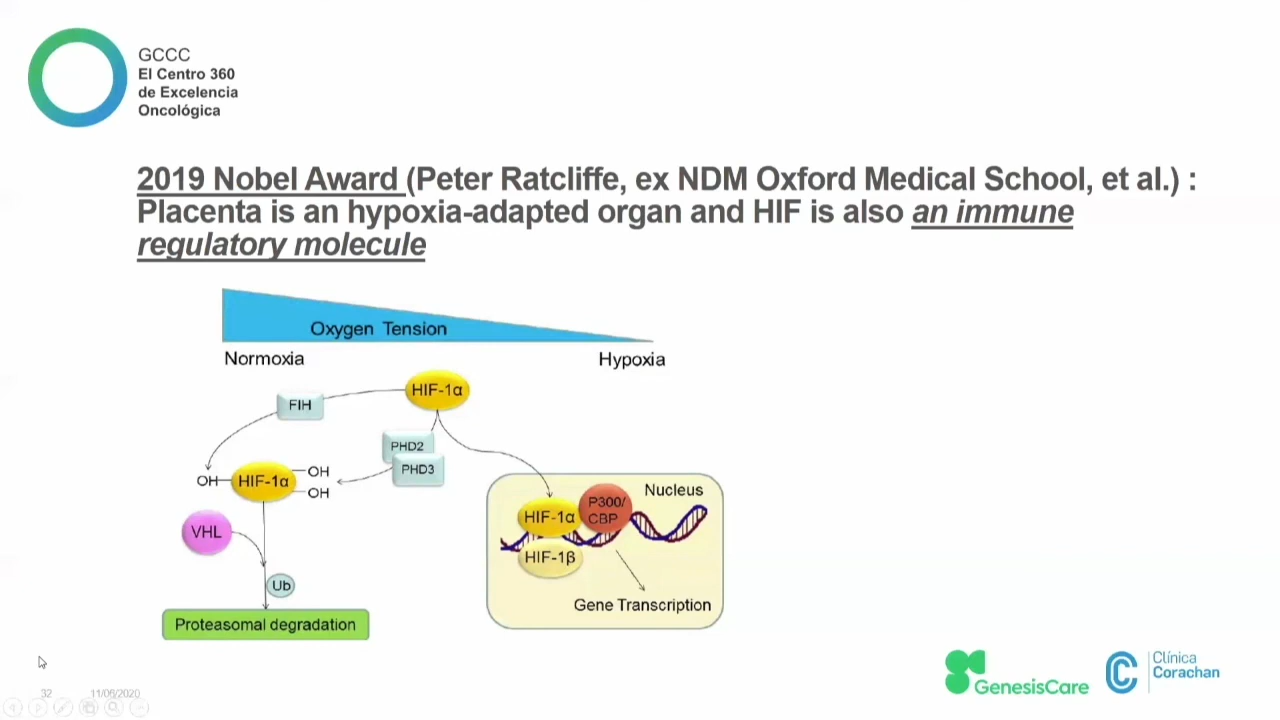 GCCC
El Centro 360
de Excelencia
Oncológica
2019 Nobel Award (Peter Ratcliffe, ex NDM Oxford Medical School, et al.) :
Placenta is an hypoxia-adapted organ and HIF is also an immune
regulatory molecule
Oxygen Tension
Normoxia
Hypoxia
HIF-1α
FIH
PHD2
PHD3
OH
HIF-1α
OH
OH
VHL
Ub
Proteasomal degradation
Nucleus
P300/
CBP
HIF-1α
HIF-1β
Gene Transcription
GenesisCare
Clínica
Corachan
32
11/06/2020